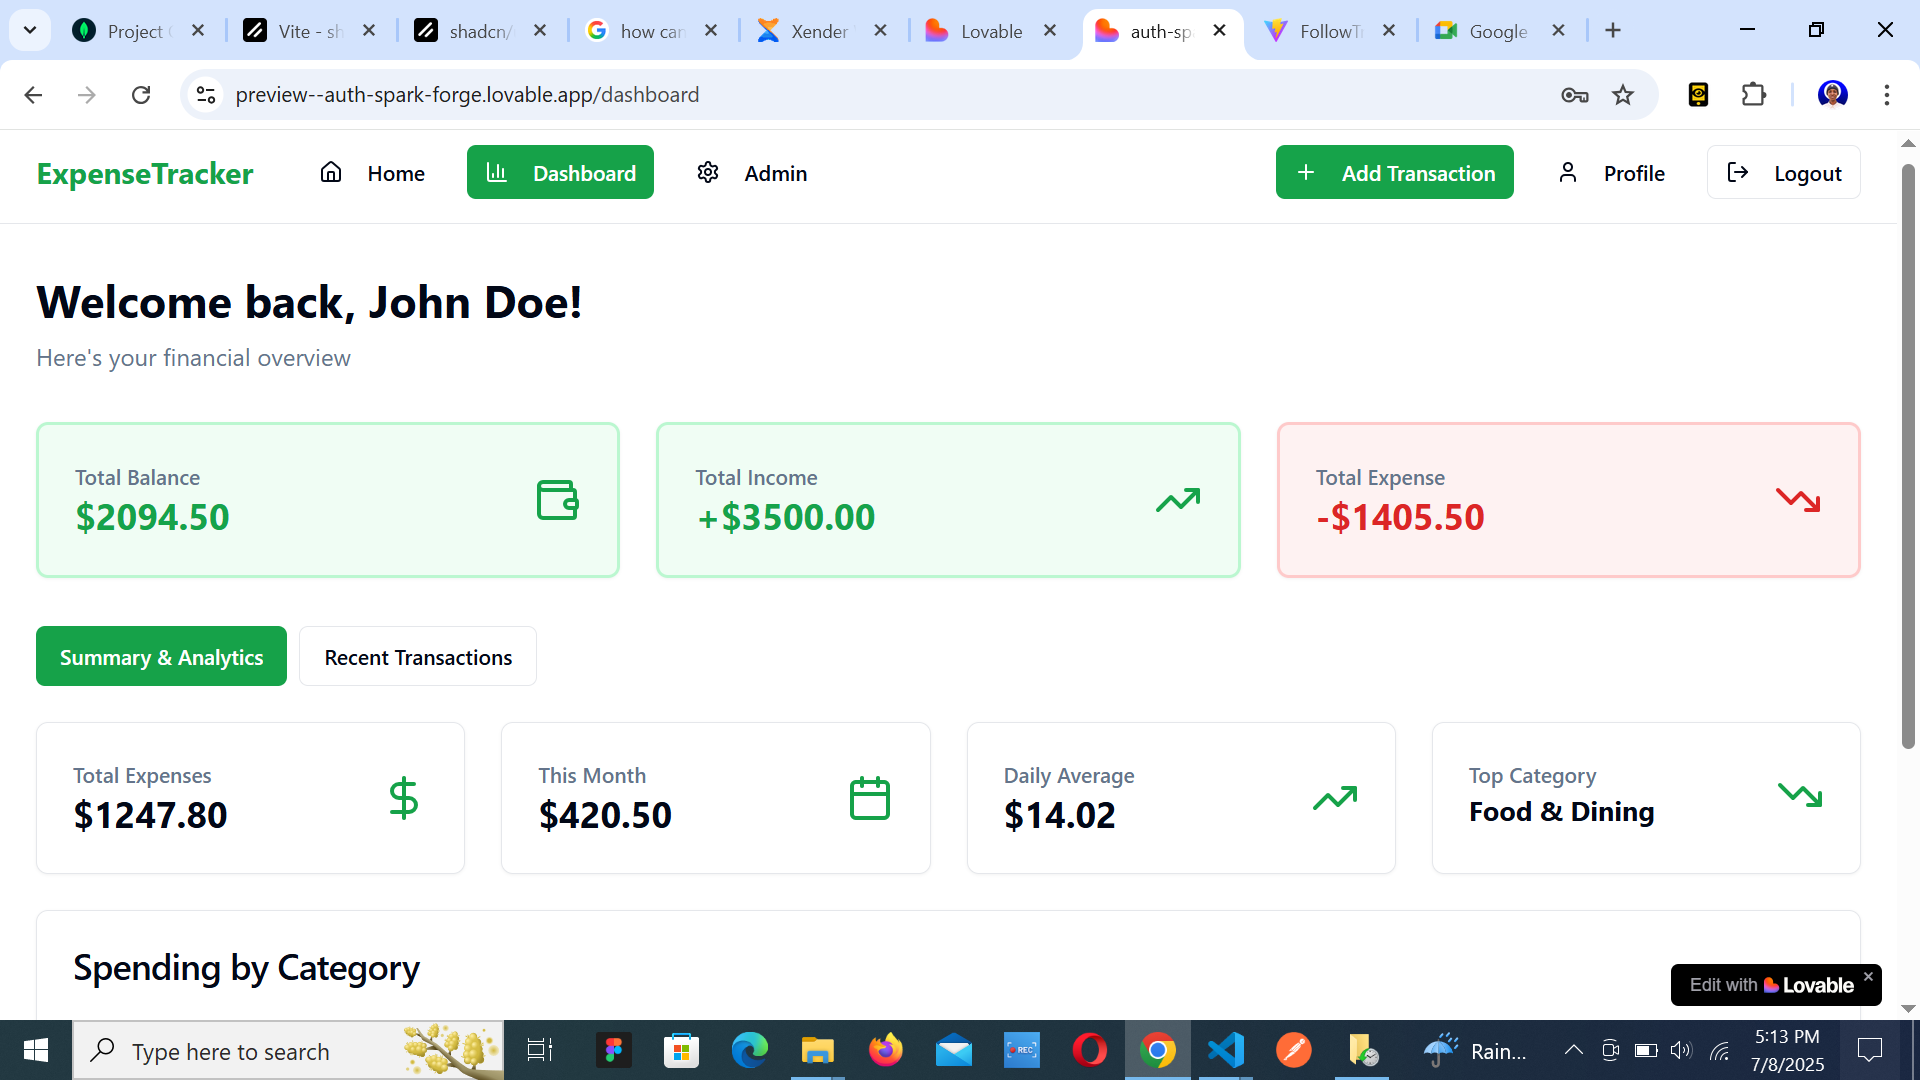 Project
Vite - sh
shadcn/
how can
Xender
Lovable
auth-sp
FollowTr
Google
preview--auth-spark-forge.lovable.app/dashboard
ExpenseTracker
Home
Dashboard
Admin
Add Transaction
Profile
Logout
Welcome back, John Doe!
Here's your financial overview
Total Balance
$2094.50
Total Income
+$3500.00
Total Expense
-$1405.50
Summary & Analytics
Recent Transactions
Total Expenses
$1247.80
This Month
$420.50
Daily Average
$14.02
Top Category
Food & Dining
Spending by Category
Edit with Lovable
Type here to search
REC
Rain...
5:13 PM
7/8/2025